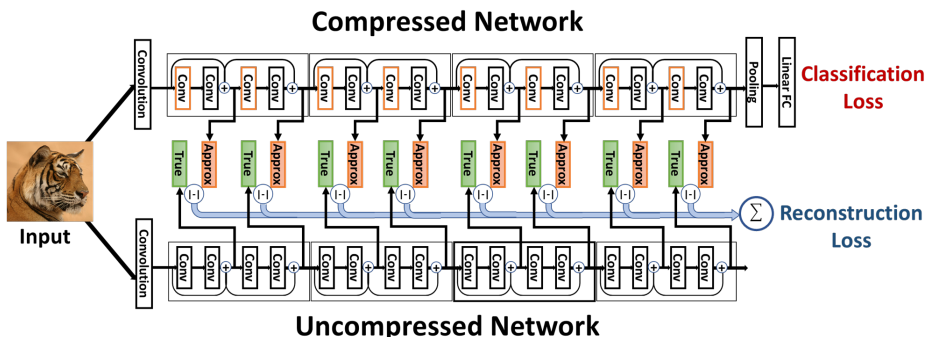 Compressed Network
Convolution
Conv
Conv
+
Conv
Conv
+
Conv
Conv
+
Conv
Conv
+
Conv
Conv
+
Conv
Conv
+
Conv
Conv
+
Conv
Conv
+
Pooling
Linear FC
Classification
Loss
True
Approx
True
Approx
True
Approx
True
Approx
True
Approx
True
Approx
True
Approx
True
Approx
|-|
|-|
|-|
|-|
|-|
|-|
|-|
|-|
Σ
Reconstruction
Loss
Input
Convolution
Conv
Conv
+
Conv
Conv
+
Conv
Conv
+
Conv
Conv
+
Conv
Conv
+
Conv
Conv
+
Conv
Conv
+
Conv
Conv
+
Uncompressed Network